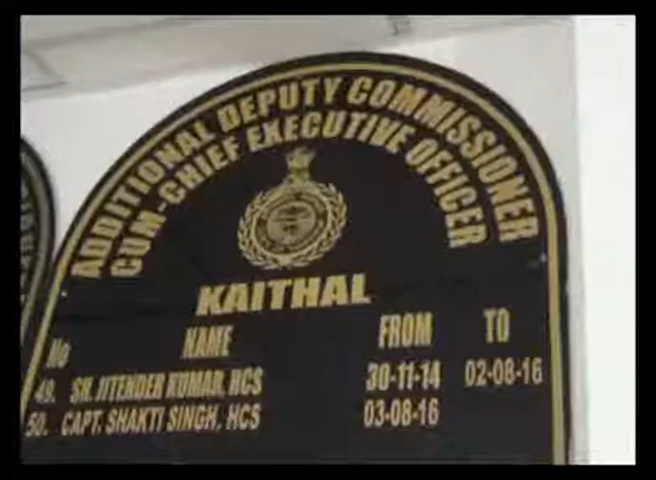 ADDITIONAL DEPUTY COMMISSIONER
CUM-CHIEF EXECUTIVE OFFICER
KAITHAL
No NAME FROM TO
49. SH. JITENDER KUMAR, HCS 30-11-14 02-08-16
50. CAPT. SHAKTI SINGH, HCS 03-08-16